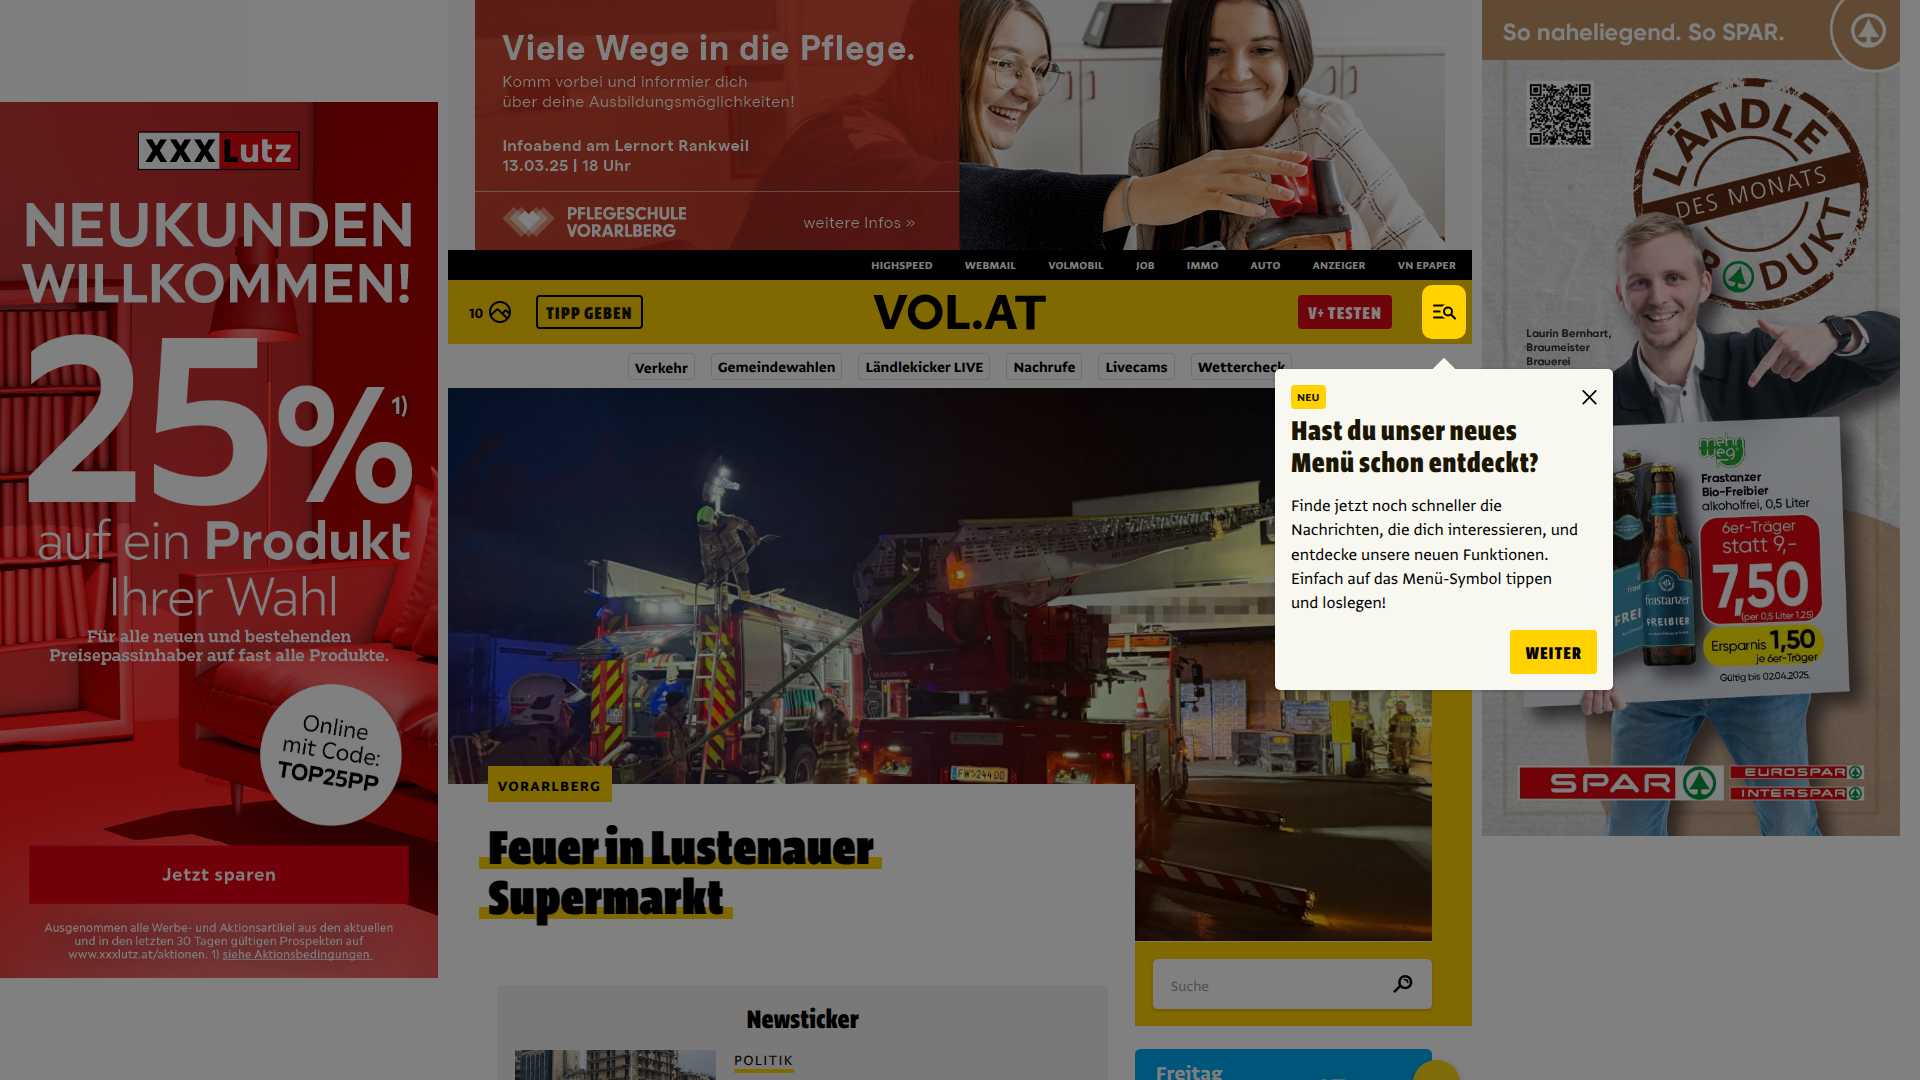 Viele Wege in die Pflege.
Komm vorbei und informier dich
über deine Ausbildungsmöglichkeiten!
Infoabend am Lernort Rankweil
13.03.25 | 18 Uhr
PFLEGESCHULE
VORARLBERG
weitere Infos »
XXXLutz
NEUKUNDEN
WILLKOMMEN!
25% 1)
auf ein Produkt
Ihrer Wahl
Für alle neuen und bestehenden
Preisepassinhaber auf fast alle Produkte.
Online
mit Code:
TOP25PP
Jetzt sparen
Ausgenommen alle Werbe- und Aktionsartikel aus den aktuellen
und in den letzten 30 Tagen gültigen Prospekten auf
www.xxxlutz.at/aktionen. 1) siehe Aktionsbedingungen
HIGHSPEED WEBMAIL VOLMOBIL JOB IMMO AUTO ANZEIGER VN EPAPER
10 TIPP GEBEN VOL.AT V+ TESTEN
Verkehr Gemeindewahlen Ländlekicker LIVE Nachrufe Livecams Wettercheck
NEU
Hast du unser neues
Menü schon entdeckt?
Finde jetzt noch schneller die
Nachrichten, die dich interessieren, und
entdecke unsere neuen Funktionen.
Einfach auf das Menü-Symbol tippen
und loslegen!
WEITER
FW 244 DO
VORARLBERG
Feuer in Lustenauer
Supermarkt
Newsticker
POLITIK
Suche
Freitag
So naheliegend. So SPAR.
LÄNDLE
DES MONATS
PRODUKT
Laurin Bernhart,
Braumeister
Brauerei
mehr
weg
Frastanzer
Bio-Freibier
alkoholfrei, 0,5 Liter
6er-Träger
statt 9,-
7,50
(per 0,5 Liter 1,25)
Ersparnis 1,50
je 6er-Träger
Gültig bis 02.04.2025.
frastanzer
FREIBIER
SPAR
EUROSPAR
INTERSPAR